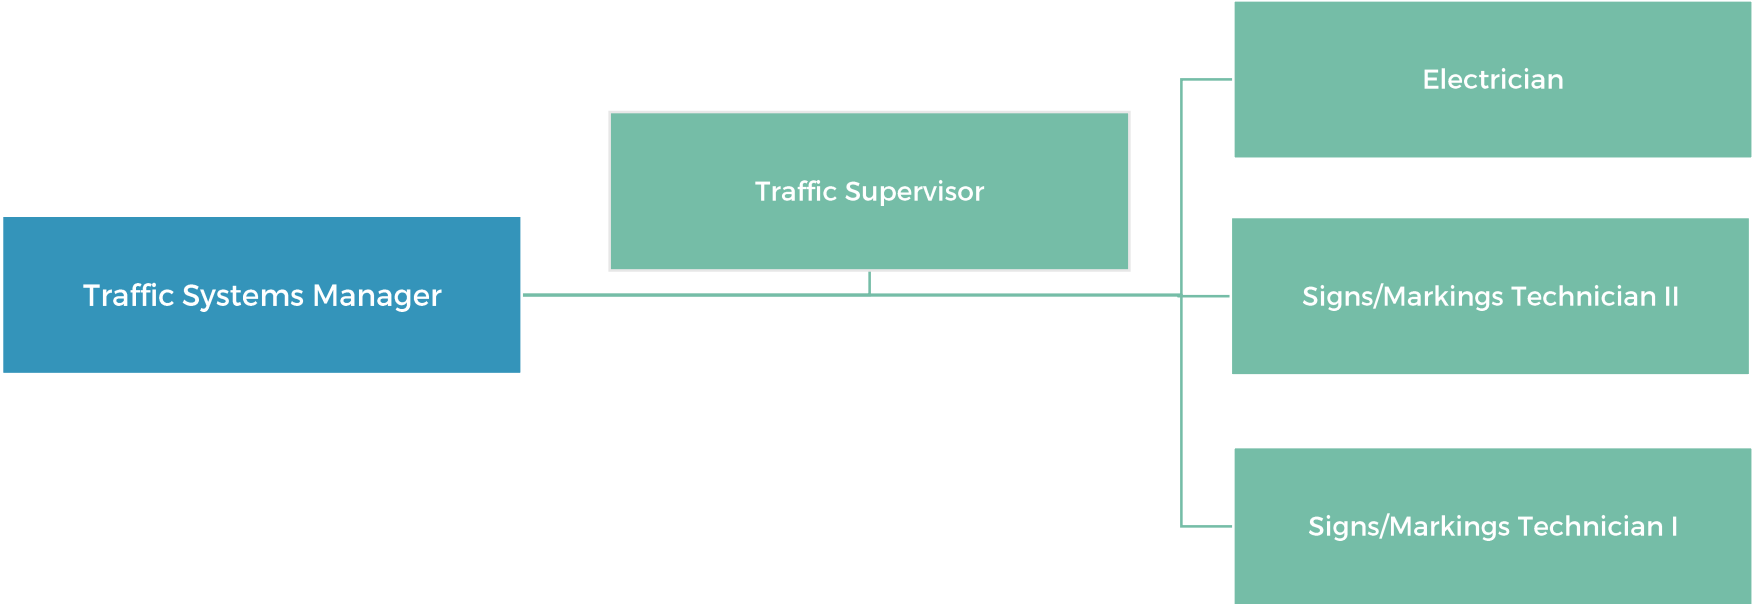 Traffic Systems Manager
Traffic Supervisor
Electrician
Signs/Markings Technician II
Signs/Markings Technician I